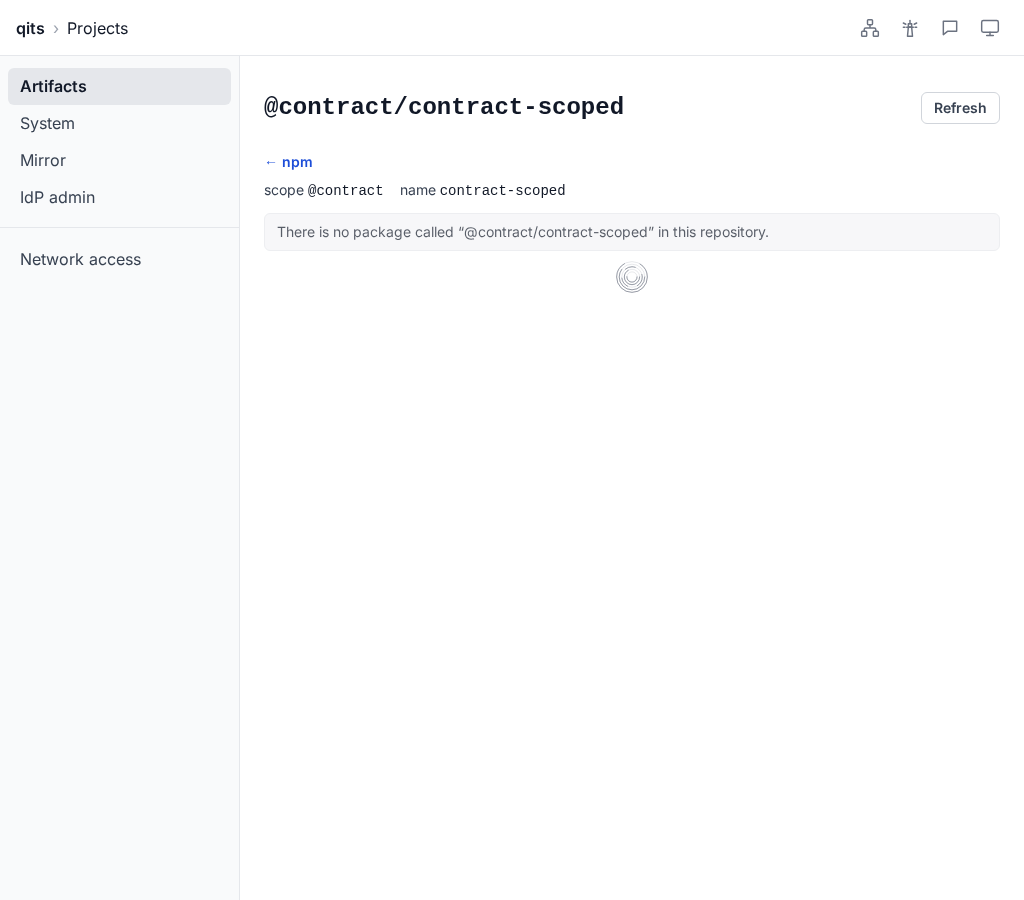 qits › Projects
Artifacts
System
Mirror
IdP admin
Network access
@contract/contract-scoped
Refresh
← npm
scope @contract name contract-scoped
There is no package called “@contract/contract-scoped” in this repository.